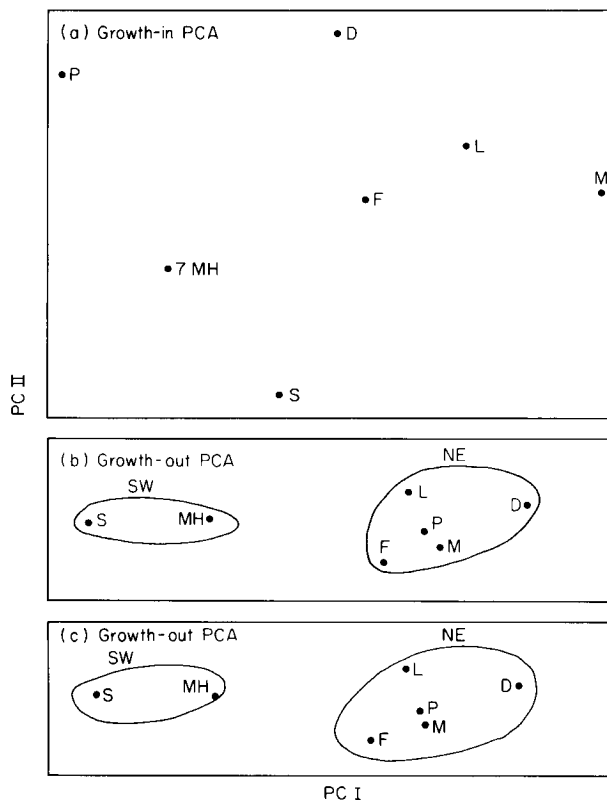 (a) Growth-in PCA
D
P
L
M
F
7 MH
S
PC II
(b) Growth-out PCA
NE
SW
L
D
S
MH
P
M
F
(c) Growth-out PCA
NE
SW
L
D
S
MH
P
M
F
PC I